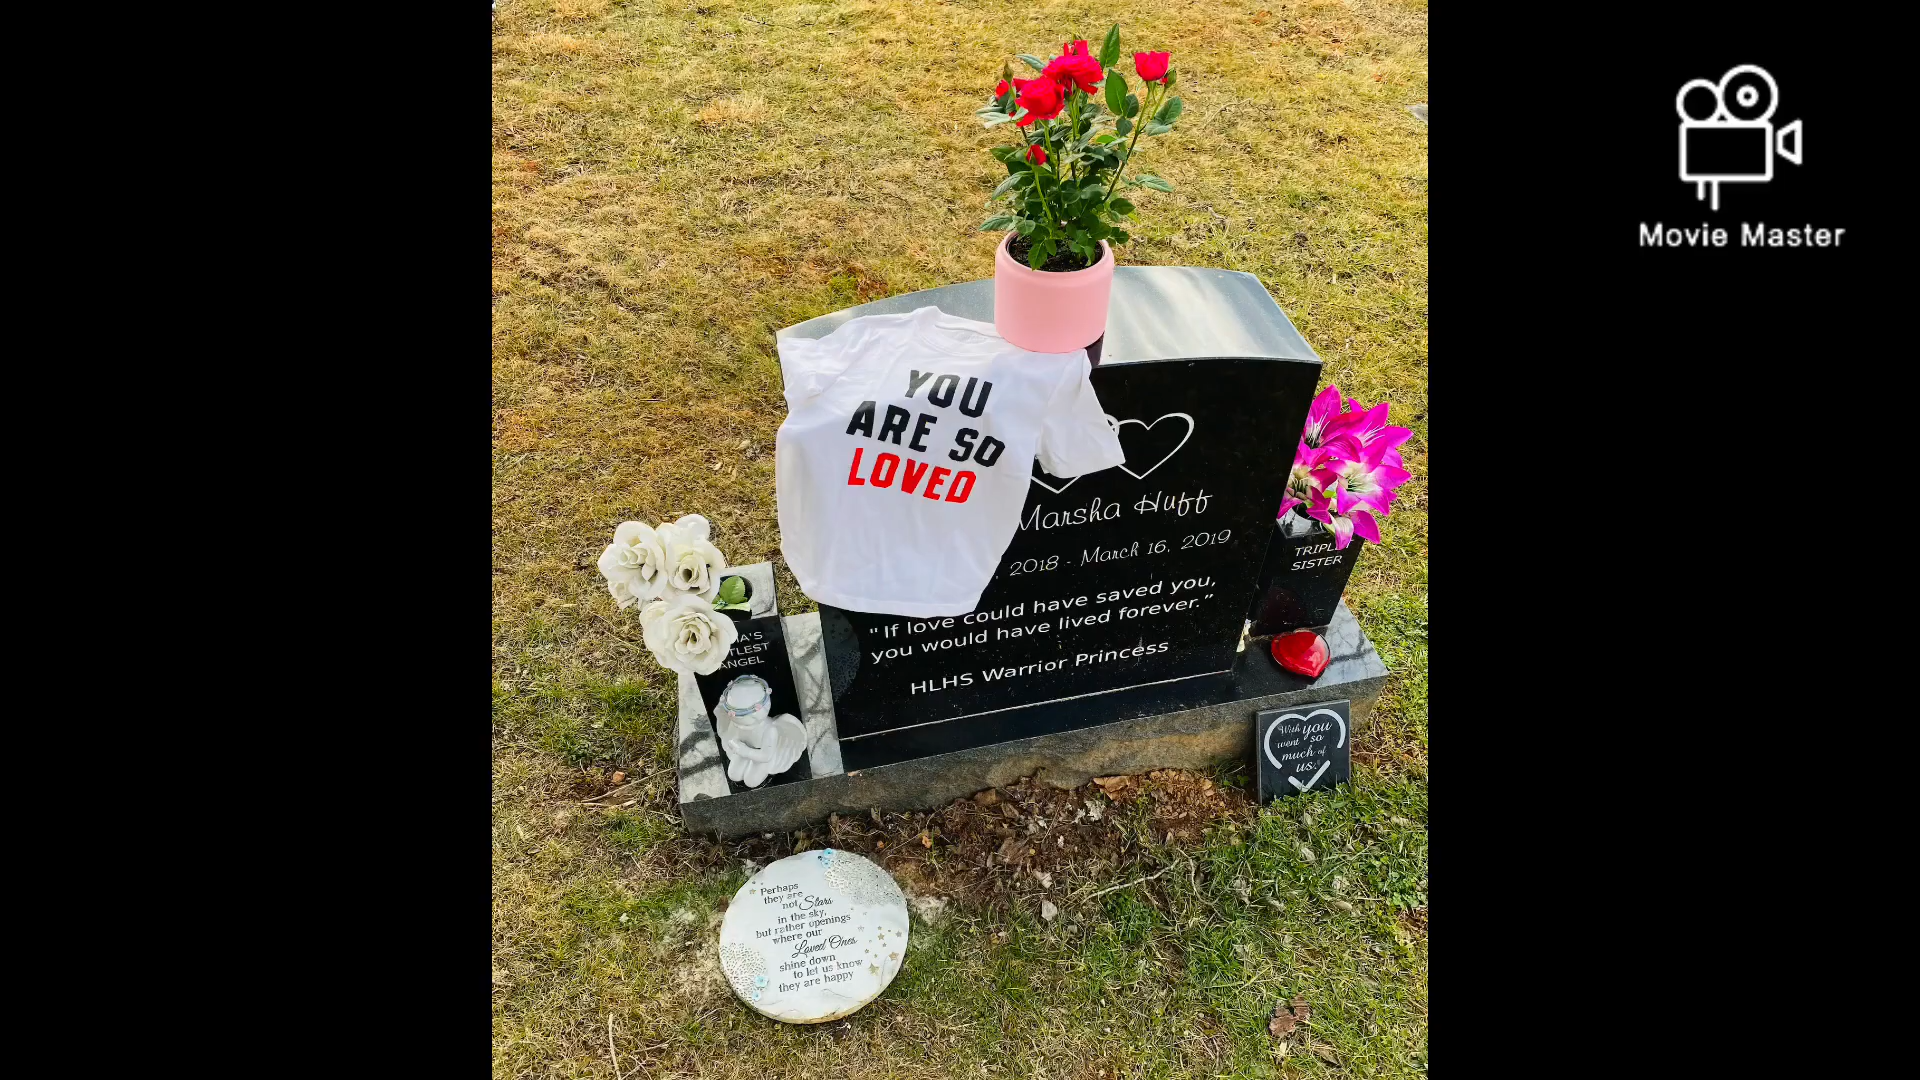 Movie Master
YOU
ARE SO
LOVED
Marsha Huff
2018 - March 16, 2019
"If love could have saved you,
you would have lived forever."
HLHS Warrior Princess
TRIPLET
SISTER
With you
went so
much of
us.
Perhaps
they are
not Stars
in the sky,
but rather openings
where our
Loved Ones
shine down
to let us know
they are happy